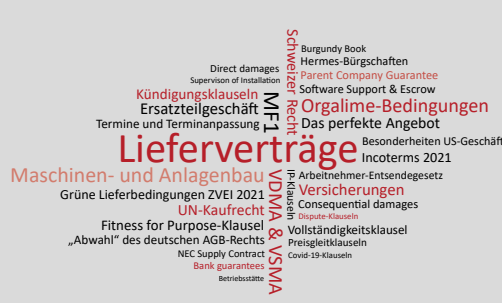 Burgundy Book
Hermes-Bürgschaften
Direct damages
Parent Company Guarantee
Supervison of Installation
Software Support & Escrow
Kündigungsklauseln
Schweizer Recht
MF1
Orgalime-Bedingungen
Ersatzteilgeschäft
Termine und Terminanpassung
Das perfekte Angebot
Lieferverträge
Besonderheiten US-Geschäft
Incoterms 2021
Maschinen- und Anlagenbau
VDMA & VSMA
IP-Klauseln
Arbeitnehmer-Entsendegesetz
Grüne Lieferbedingungen ZVEI 2021
Versicherungen
UN-Kaufrecht
Consequential damages
Dispute-Klauseln
Fitness for Purpose-Klausel
Vollständigkeitsklausel
„Abwahl“ des deutschen AGB-Rechts
Preisgleitklauseln
NEC Supply Contract
Covid-19-Klauseln
Bank guarantees
Betriebsstätte